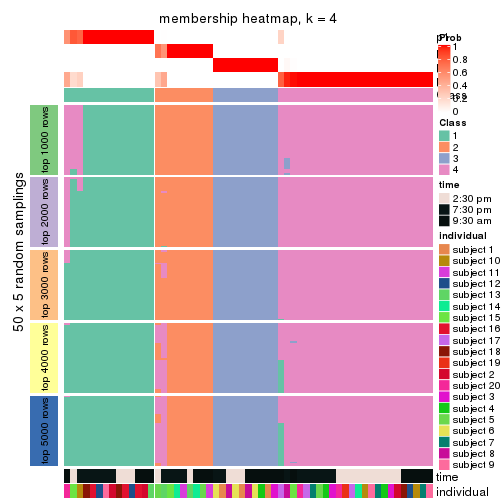 membership heatmap, k = 4
Prob
1
0.8
0.6
0.4
0.2
0
Class
1
2
3
4
time
2:30 pm
7:30 pm
9:30 am
individual
subject 1
subject 10
subject 11
subject 12
subject 13
subject 14
subject 15
subject 16
subject 17
subject 18
subject 19
subject 2
subject 20
subject 3
subject 4
subject 5
subject 6
subject 7
subject 8
subject 9
50 x 5 random samplings
top 1000 rows
top 2000 rows
top 3000 rows
top 4000 rows
top 5000 rows
time
individual